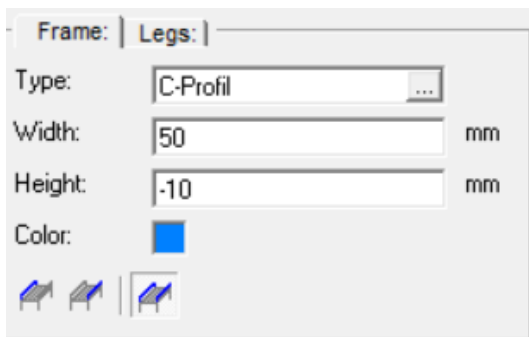 Frame: Legs:
Type: C-Profil ...
Width: 50 mm
Height: -10 mm
Color: